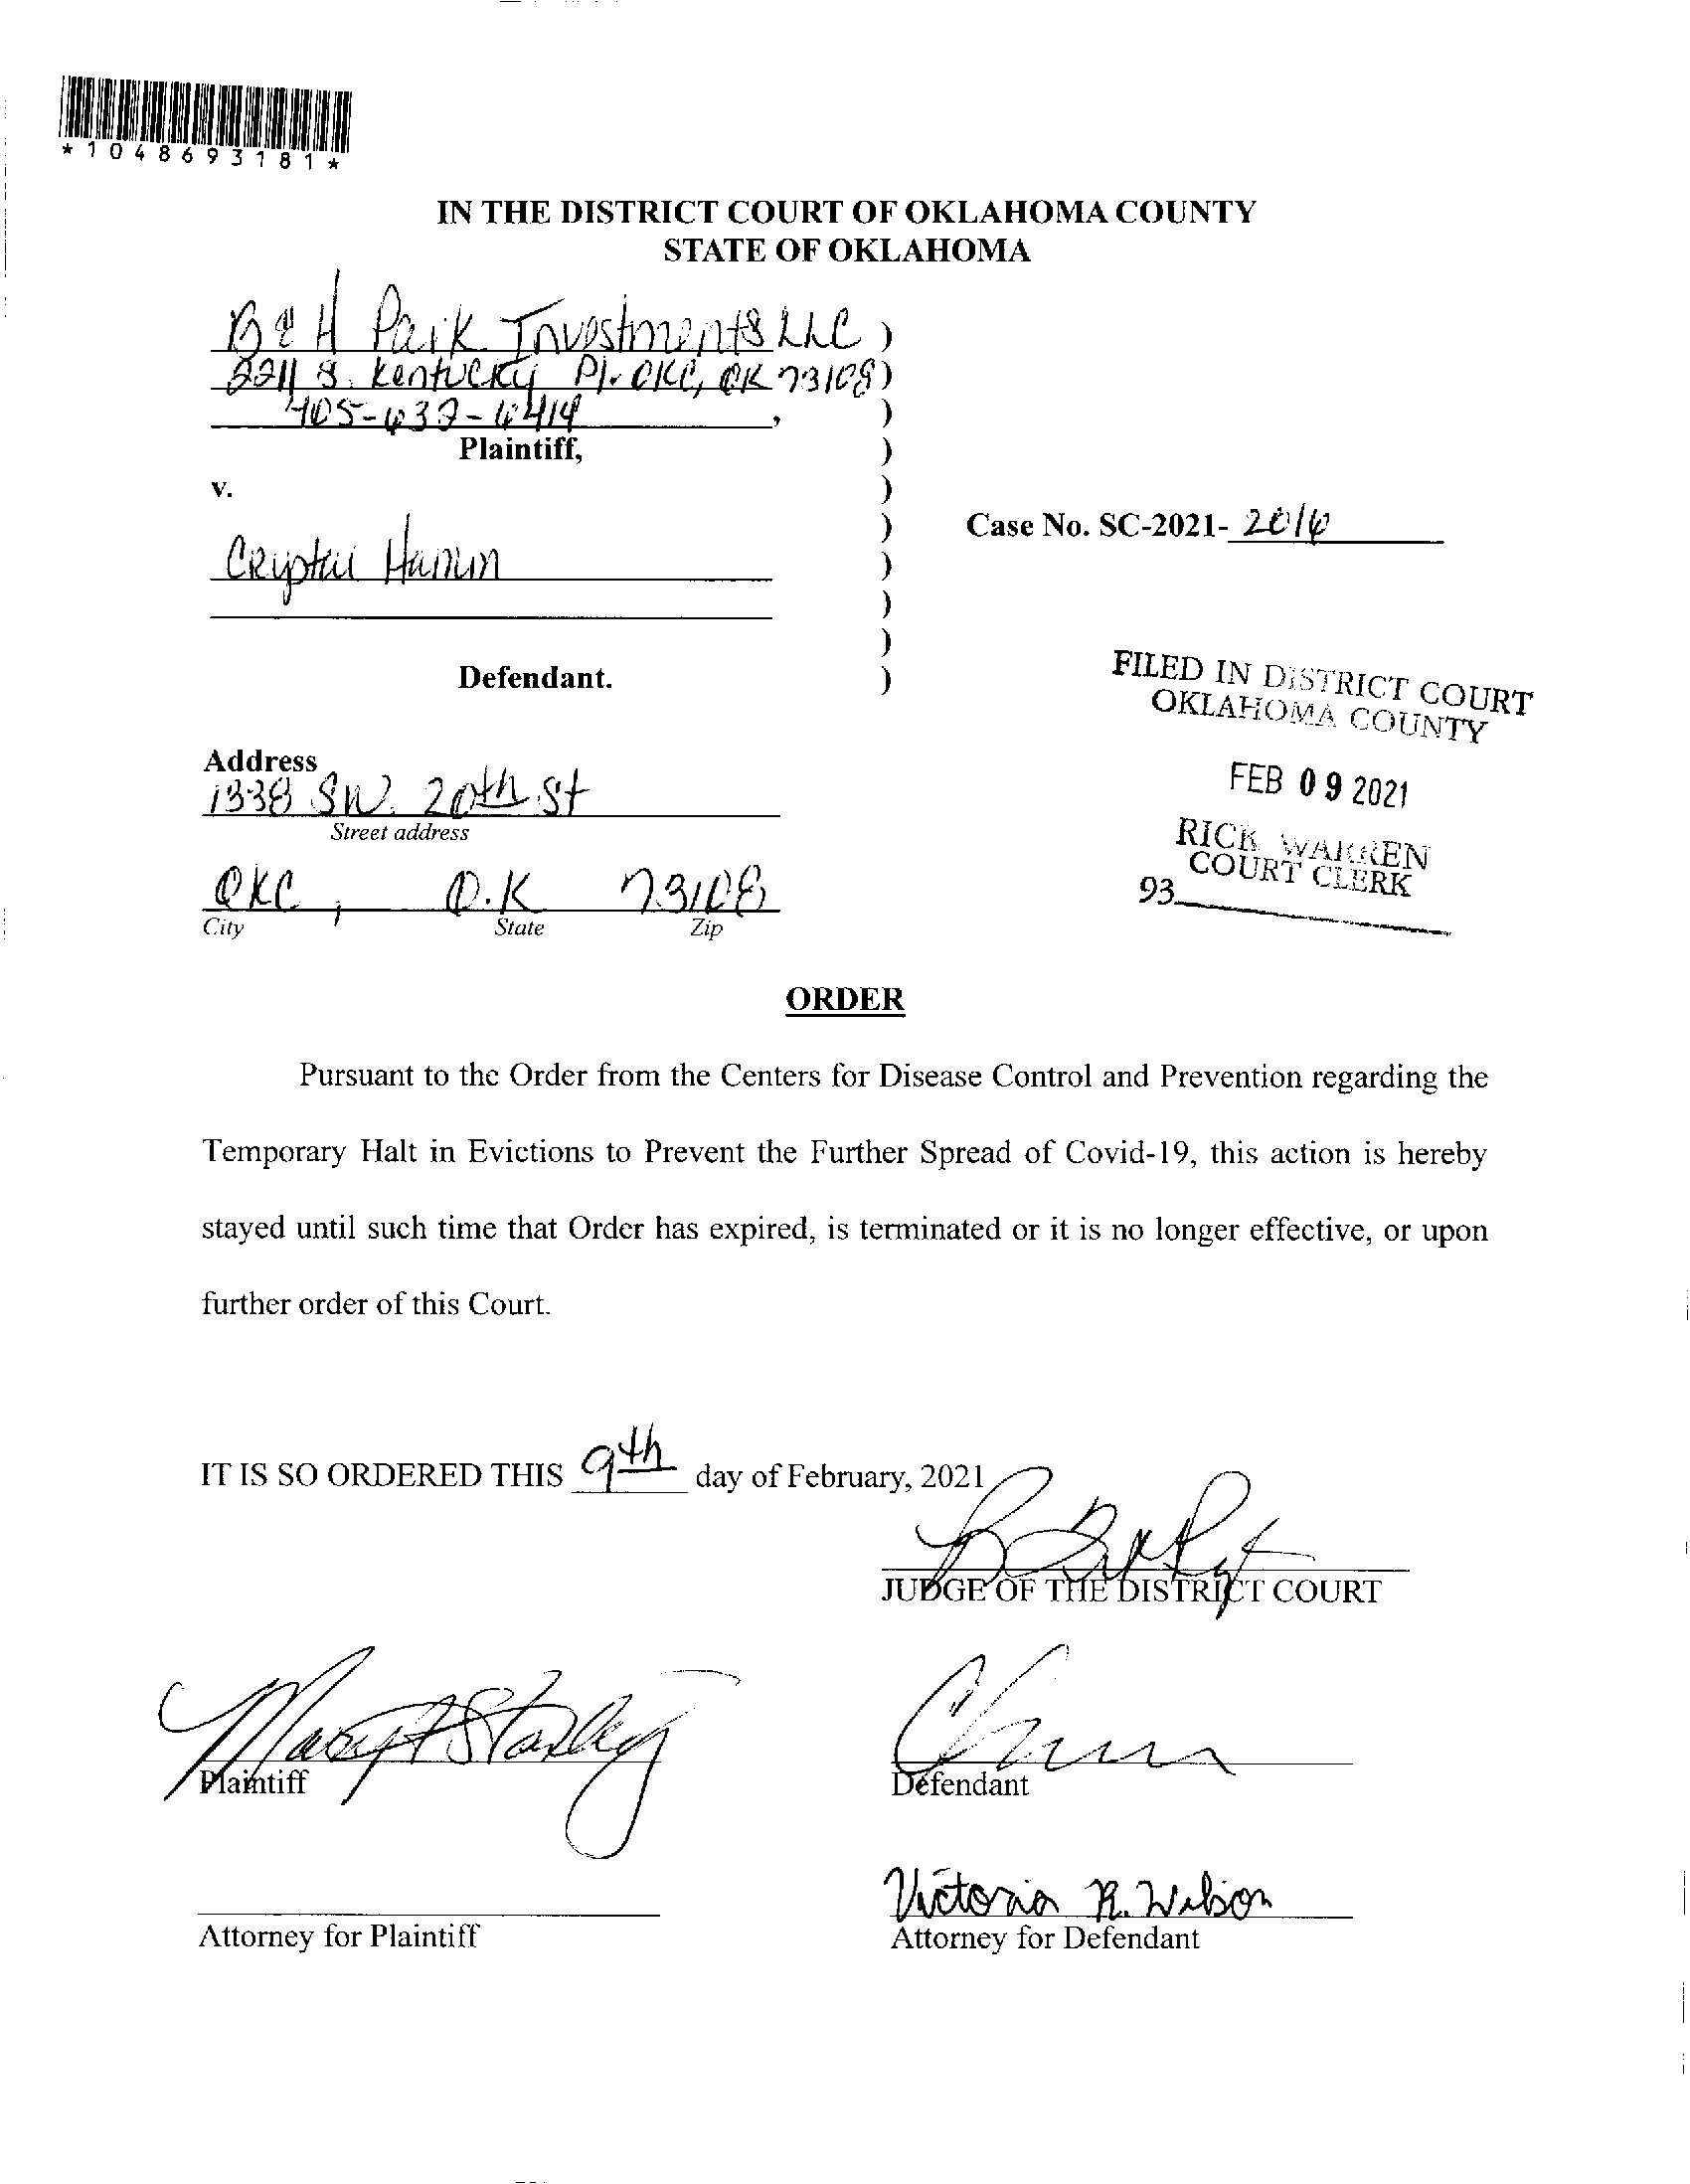 *1048693181*
IN THE DISTRICT COURT OF OKLAHOMA COUNTY
STATE OF OKLAHOMA
B & H Park Investments LLC )
2211 S. Kentucky Pl. OKC, OK 73108 )
405-632-6414 , )
Plaintiff, )
v. )
) Case No. SC-2021- 2016
)
)
)
Defendant. )
FILED IN DISTRICT COURT
OKLAHOMA COUNTY
FEB 09 2021
RICK WARREN
COURT CLERK
93
Address
1338 SW. 20th St
Street address
OKC, O.K 73108
City State Zip
ORDER
Pursuant to the Order from the Centers for Disease Control and Prevention regarding the
Temporary Halt in Evictions to Prevent the Further Spread of Covid-19, this action is hereby
stayed until such time that Order has expired, is terminated or it is no longer effective, or upon
further order of this Court.
IT IS SO ORDERED THIS 9th day of February, 2021
JUDGE OF THE DISTRICT COURT
Stanley
Plaintiff
Defendant
Victoria R. Wilson
Attorney for Plaintiff
Attorney for Defendant